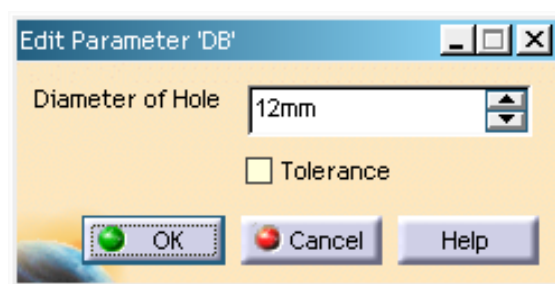 Edit Parameter 'DB'
Diameter of Hole 12mm
Tolerance
OK Cancel Help